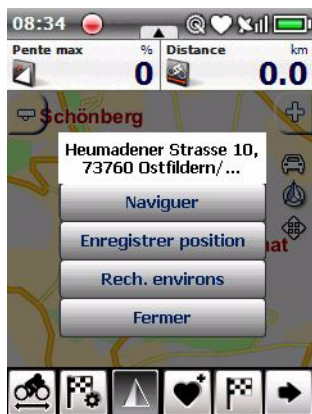 08:34
Pente max % Distance km
0 0.0
Schönberg
Heumadener Strasse 10,
73760 Ostfildern/...
Naviguer
Enregistrer position
at
Rech. environs
Fermer